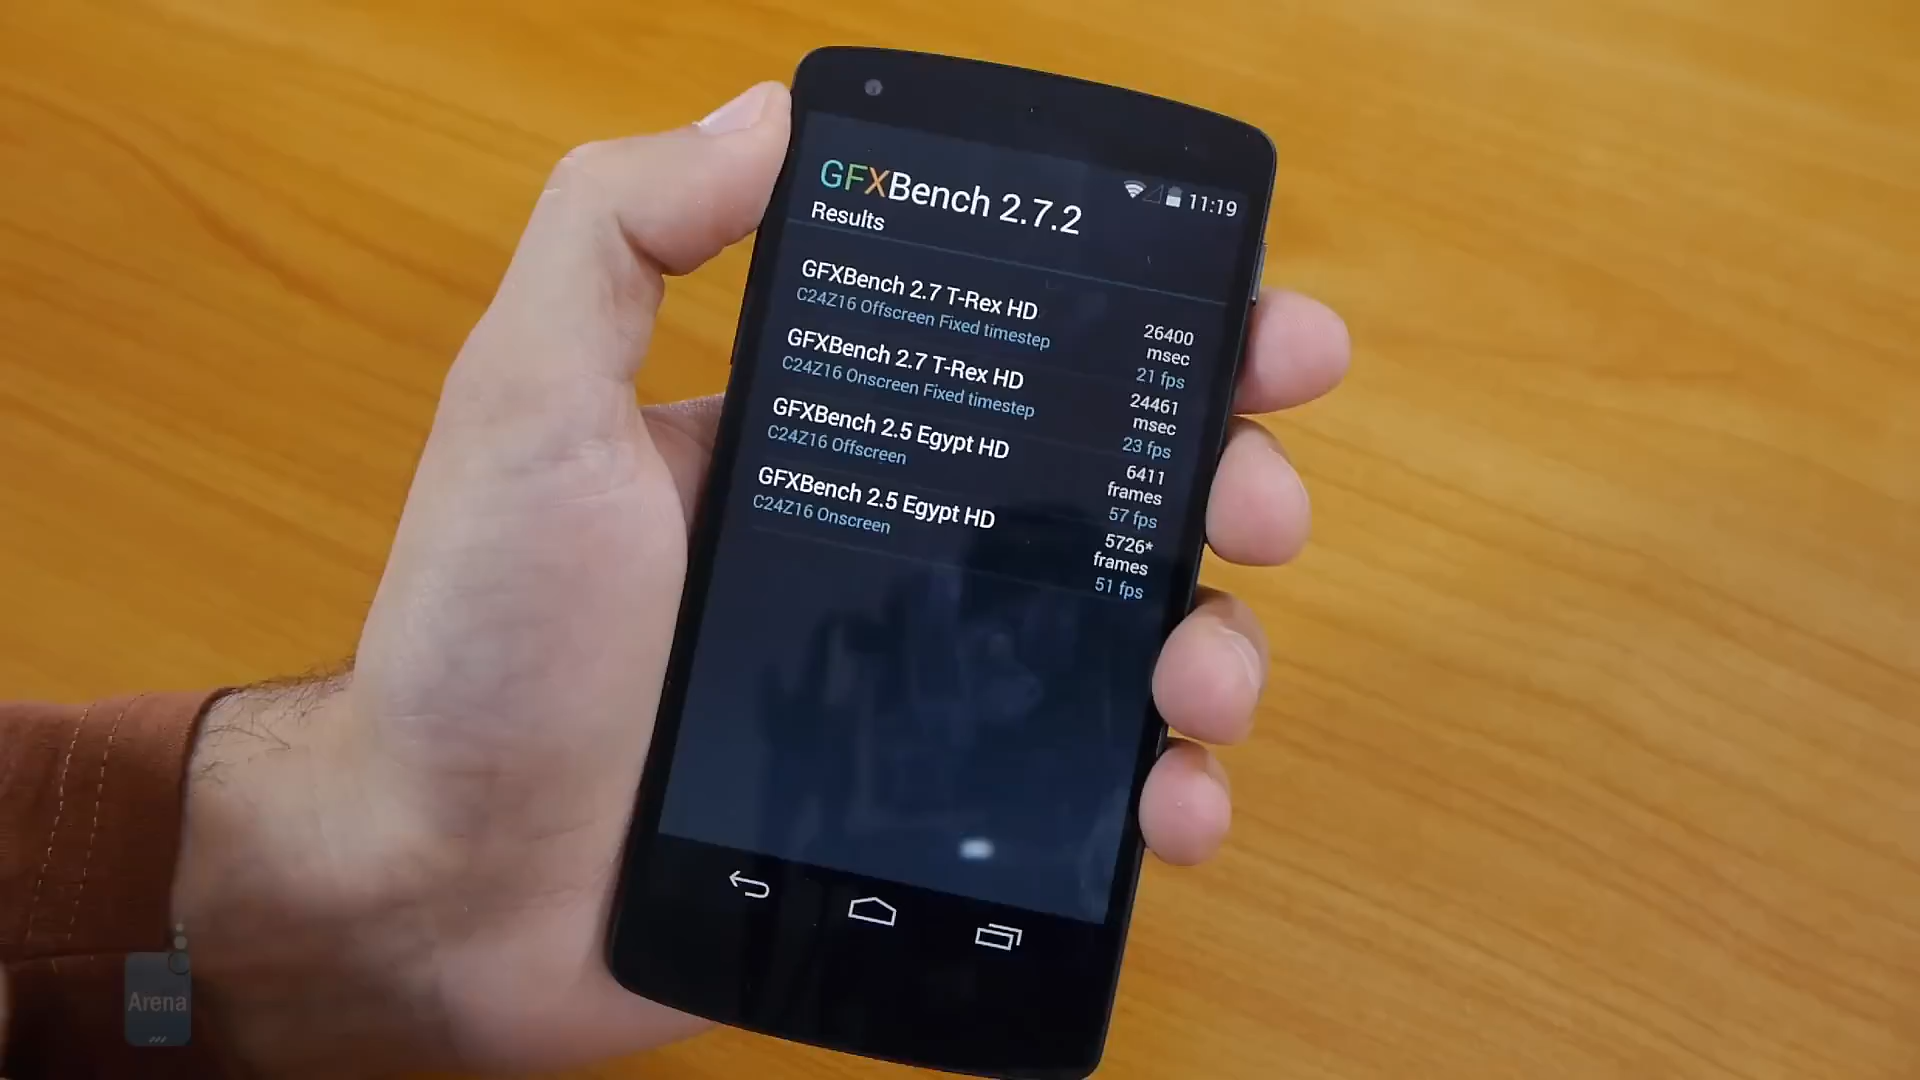 GFXBench 2.7.2
11:19
Results
GFXBench 2.7 T-Rex HD
C24Z16 Offscreen Fixed timestep
26400
msec
21 fps
GFXBench 2.7 T-Rex HD
C24Z16 Onscreen Fixed timestep
24461
msec
23 fps
GFXBench 2.5 Egypt HD
C24Z16 Offscreen
6411
frames
57 fps
GFXBench 2.5 Egypt HD
C24Z16 Onscreen
5726*
frames
51 fps
Arena